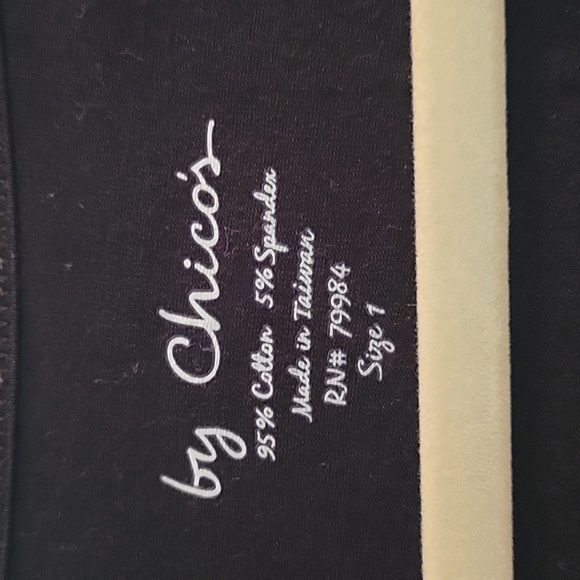 by Chico's
95% Cotton 5% Spandex
Made in Taiwan
RN# 79984
Size 1